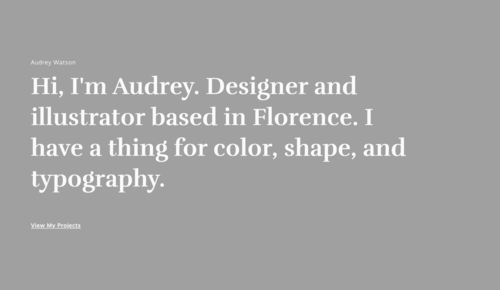 Audrey Watson
Hi, I'm Audrey. Designer and
illustrator based in Florence. I
have a thing for color, shape, and
typography.
View My Projects